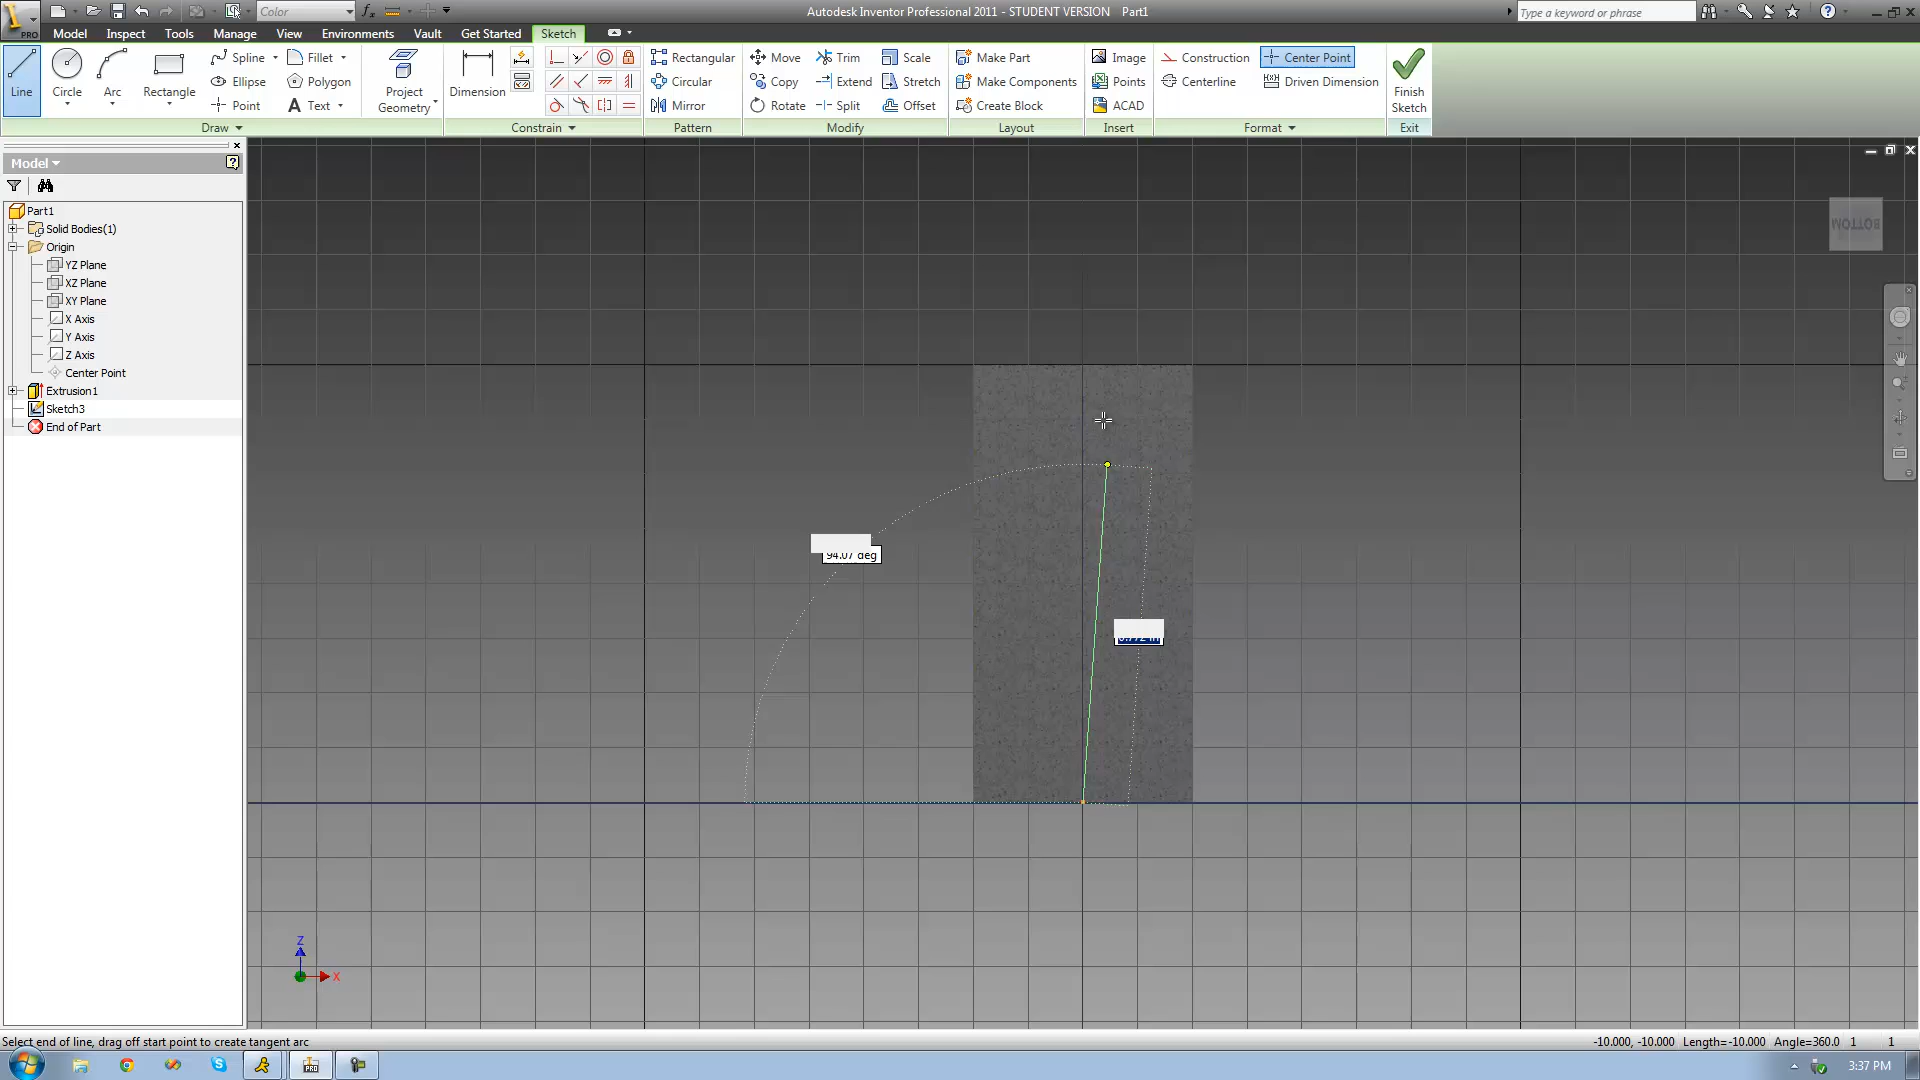 Color
Autodesk Inventor Professional 2011 - STUDENT VERSION Part1
Type a keyword or phrase
PRO
Model Inspect Tools Manage View Environments Vault Get Started Sketch
Line Circle Arc Rectangle
Spline Fillet
Ellipse Polygon
Point Text
Project Geometry
Dimension
Rectangular
Circular
Mirror
Move Trim Scale
Copy Extend Stretch
Rotate Split Offset
Make Part
Make Components
Create Block
Image
Points
ACAD
Construction Center Point
Centerline Driven Dimension
Finish Sketch
Draw Constrain Pattern Modify Layout Insert Format Exit
Model
Part1
Solid Bodies(1)
Origin
YZ Plane
XZ Plane
XY Plane
X Axis
Y Axis
Z Axis
Center Point
Extrusion1
Sketch3
End of Part
BOTTOM
94.07 deg
Z
X
Select end of line, drag off start point to create tangent arc
-10.000, -10.000 Length=-10.000 Angle=360.0 1 1
PRO
3:37 PM